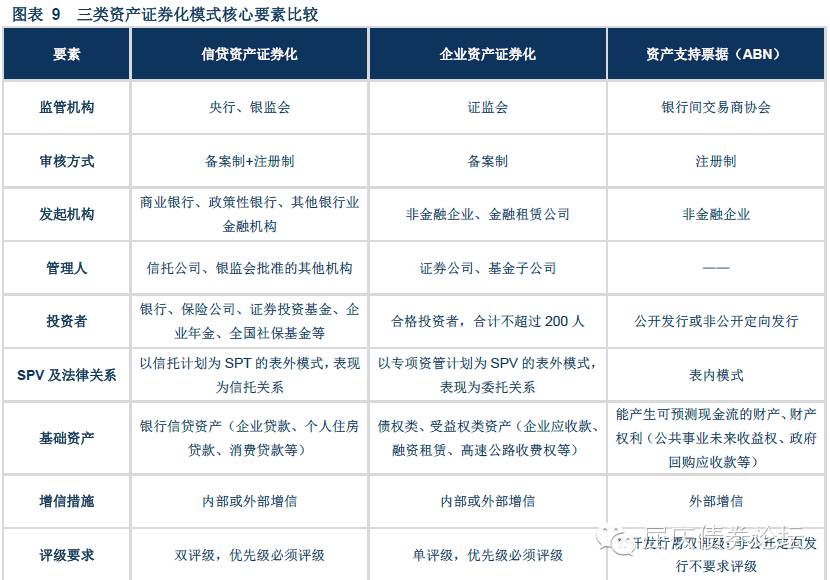 图表 9 三类资产证券化模式核心要素比较
要素 信贷资产证券化 企业资产证券化 资产支持票据（ABN）
监管机构 央行、银监会 证监会 银行间交易商协会
审核方式 备案制+注册制 备案制 注册制
发起机构 商业银行、政策性银行、其他银行业
金融机构 非金融企业、金融租赁公司 非金融企业
管理人 信托公司、银监会批准的其他机构 证券公司、基金子公司 ——
投资者 银行、保险公司、证券投资基金、企
业年金、全国社保基金等 合格投资者，合计不超过 200 人 公开发行或非公开定向发行
SPV 及法律关系 以信托计划为 SPT 的表外模式，表现
为信托关系 以专项资管计划为 SPV 的表外模式，
表现为委托关系 表内模式
基础资产 银行信贷资产（企业贷款、个人住房
贷款、消费贷款等） 债权类、受益权类资产（企业应收款、
融资租赁、高速公路收费权等） 能产生可预测现金流的财产、财产
权利（公共事业未来收益权、政府
回购应收款等）
增信措施 内部或外部增信 内部或外部增信 外部增信
评级要求 双评级，优先级必须评级 单评级，优先级必须评级 开发行需双评级，非公开定向发
行不要求评级
屈庆债券论坛